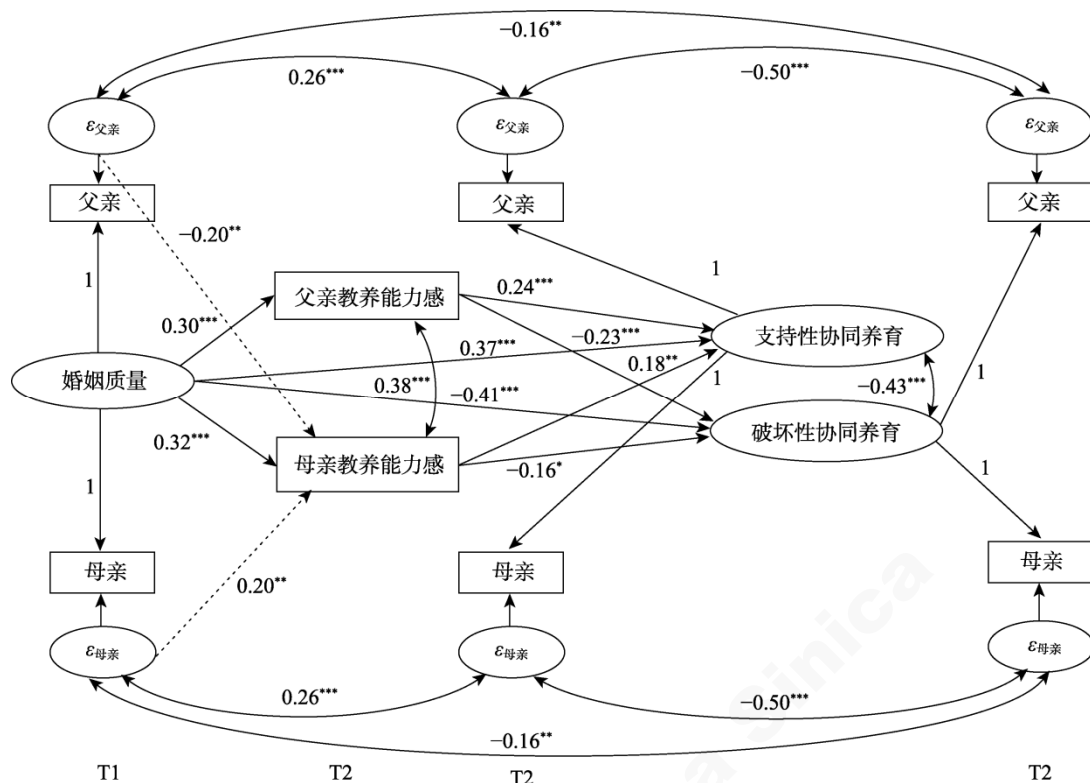 −0.16**
0.26***
−0.50***
ε父亲
ε父亲
ε父亲
父亲
父亲
父亲
−0.20**
1
1
父亲教养能力感
0.24***
0.30***
−0.23***
支持性协同养育
0.37***
0.18**
1
婚姻质量
0.38***
−0.41***
−0.43***
1
破坏性协同养育
0.32***
母亲教养能力感
−0.16*
1
1
母亲
母亲
母亲
0.20**
ε母亲
ε母亲
ε母亲
0.26***
−0.50***
−0.16**
T1
T2
T2
T2
Sinica